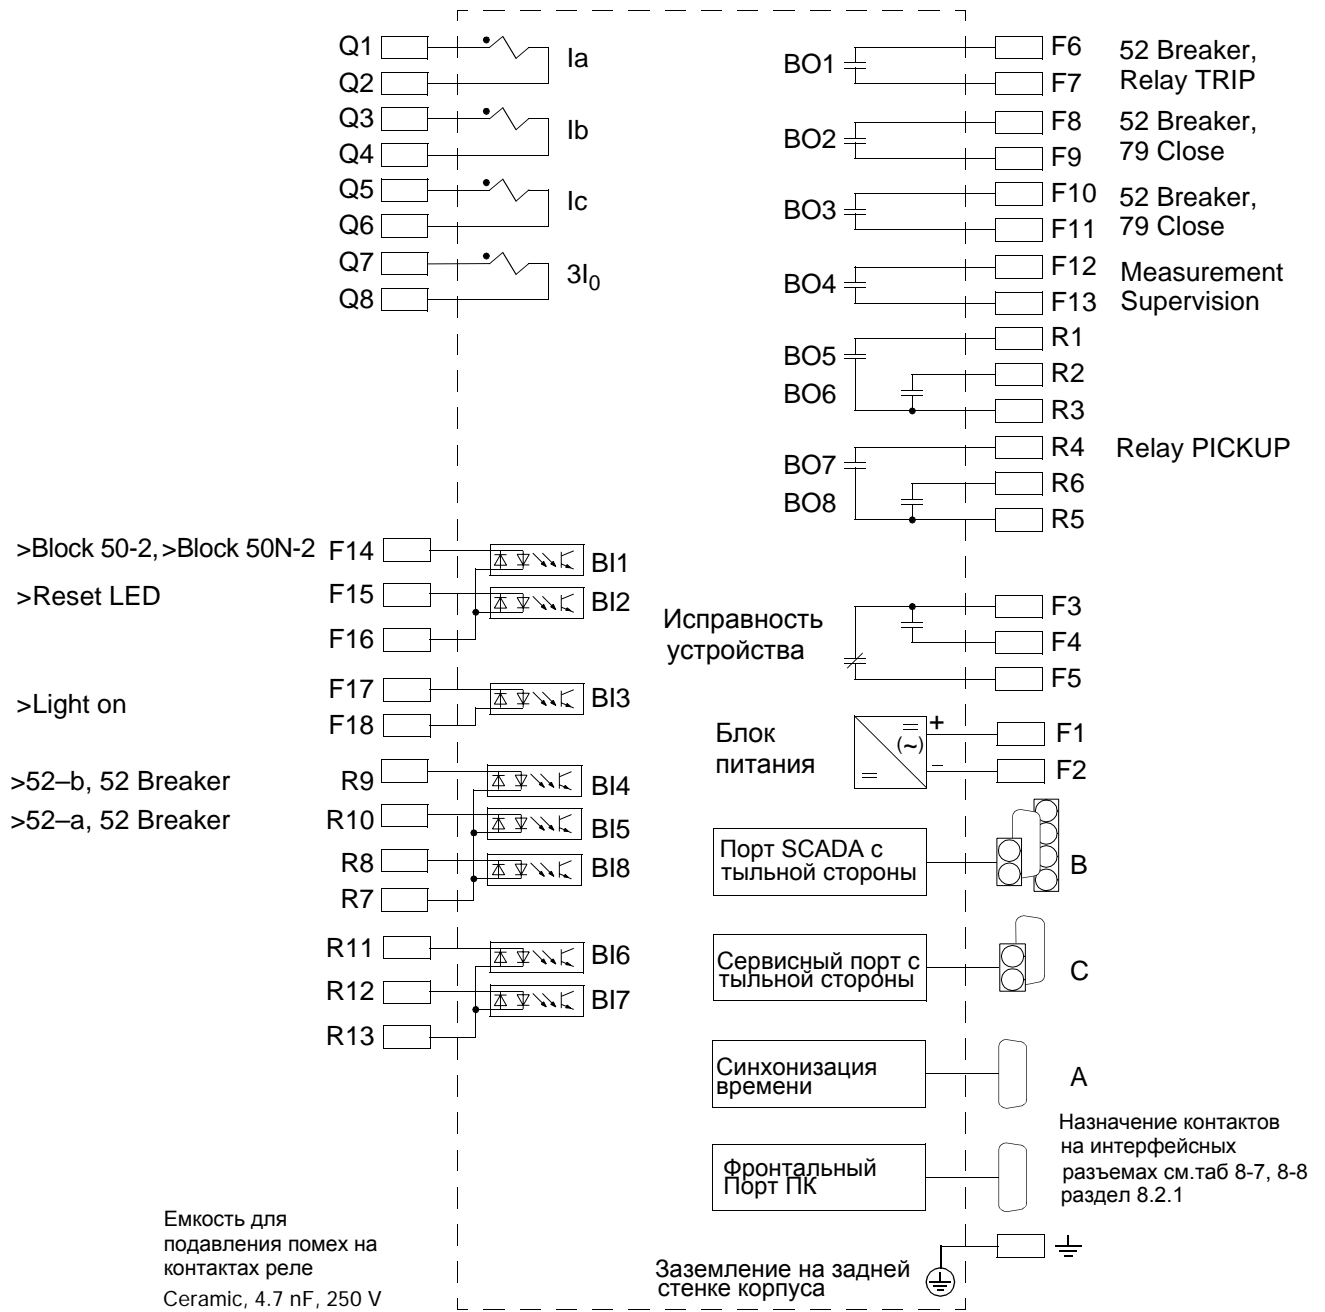 Q1
Q2
Ia
Q3
Q4
Ib
Q5
Q6
Ic
Q7
Q8
3I0
>Block 50-2, >Block 50N-2 F14
BI1
>Reset LED F15
BI2
F16
>Light on
F17
F18
BI3
>52–b, 52 Breaker R9
BI4
>52–a, 52 Breaker R10
BI5
R8
BI8
R7
R11
BI6
R12
BI7
R13
Емкость для
подавления помех на
контактах реле
Ceramic, 4.7 nF, 250 V
BO1
F6
F7
52 Breaker,
Relay TRIP
BO2
F8
F9
52 Breaker,
79 Close
BO3
F10
F11
52 Breaker,
79 Close
BO4
F12
F13
Measurement
Supervision
BO5
BO6
R1
R2
R3
BO7
BO8
R4
R6
R5
Relay PICKUP
Исправность
устройства
F3
F4
F5
Блок
питания
=
(~)
=
+
–
F1
F2
Порт SCADA с
тыльной стороны
B
Сервисный порт с
тыльной стороны
C
Синхонизация
времени
A
Фронтальный
Порт ПК
Назначение контактов
на интерфейсных
разъемах см.таб 8-7, 8-8
раздел 8.2.1
Заземление на задней
стенке корпуса